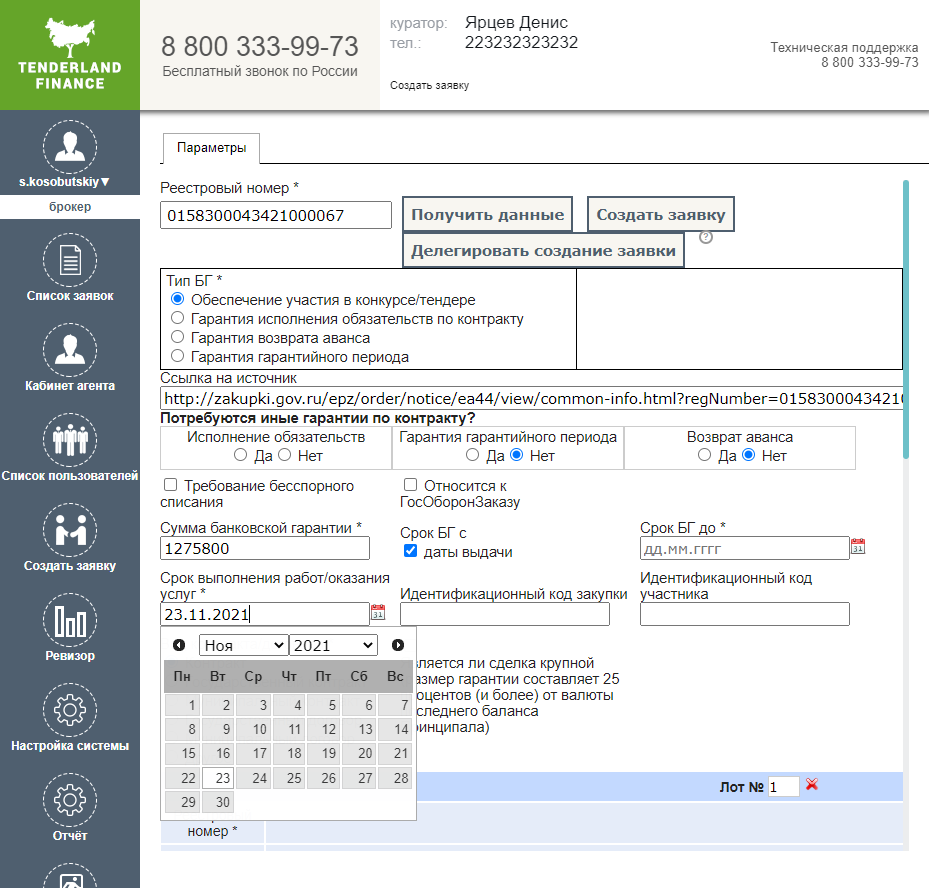 TENDERLAND
FINANCE
8 800 333-99-73
Бесплатный звонок по России
куратор: Ярцев Денис
тел.: 223232323232
Создать заявку
Техническая поддержка
8 800 333-99-73
s.kosobutskiy▼
брокер
Список заявок
Кабинет агента
Список пользователей
Создать заявку
Ревизор
Настройка системы
Отчёт
Параметры
Реестровый номер *
0158300043421000067
Получить данные
Создать заявку
Делегировать создание заявки
?
Тип БГ *
Обеспечение участия в конкурсе/тендере
Гарантия исполнения обязательств по контракту
Гарантия возврата аванса
Гарантия гарантийного периода
Ссылка на источник
http://zakupki.gov.ru/epz/order/notice/ea44/view/common-info.html?regNumber=01583000434210
Потребуются иные гарантии по контракту?
Исполнение обязательств
Да Нет
Гарантия гарантийного периода
Да Нет
Возврат аванса
Да Нет
Требование бесспорного
списания
Относится к
ГосОборонЗаказу
Сумма банковской гарантии *
1275800
Срок БГ с
даты выдачи
Срок БГ до *
дд.мм.гггг
31
Срок выполнения работ/оказания
услуг *
23.11.2021
31
Идентификационный код закупки
Идентификационный код
участника
Ноя 2021
Пн Вт Ср Чт Пт Сб Вс
1 2 3 4 5 6 7
8 9 10 11 12 13 14
15 16 17 18 19 20 21
22 23 24 25 26 27 28
29 30
вляется ли сделка крупной
азмер гарантии составляет 25
оцентов (и более) от валюты
следнего баланса
инципала)
Лот № 1
номер *